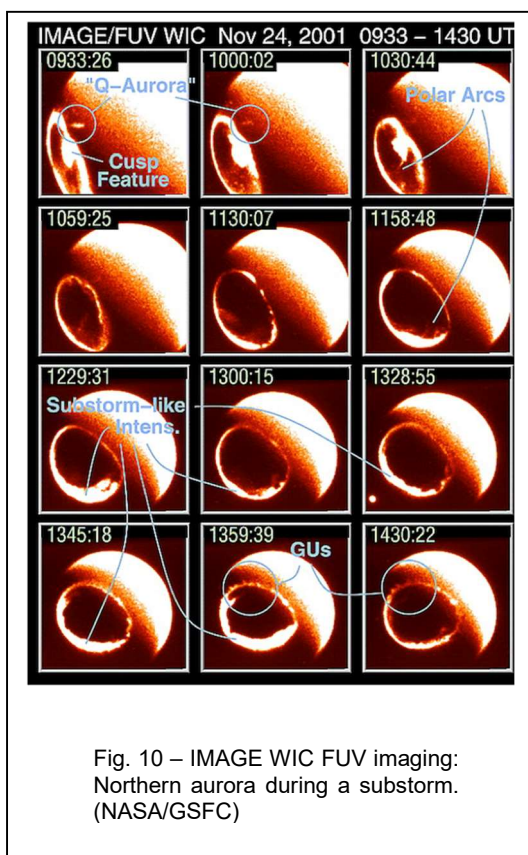 IMAGE/FUV WIC Nov 24, 2001 0933 – 1430 UT
0933:26
1000:02
1030:44
"Q–Aurora"
Polar Arcs
Cusp
Feature
1059:25
1130:07
1158:48
1229:31
1300:15
1328:55
Substorm–like
Intens.
1345:18
1359:39
1430:22
GUs
Fig. 10 – IMAGE WIC FUV imaging:
Northern aurora during a substorm.
(NASA/GSFC)